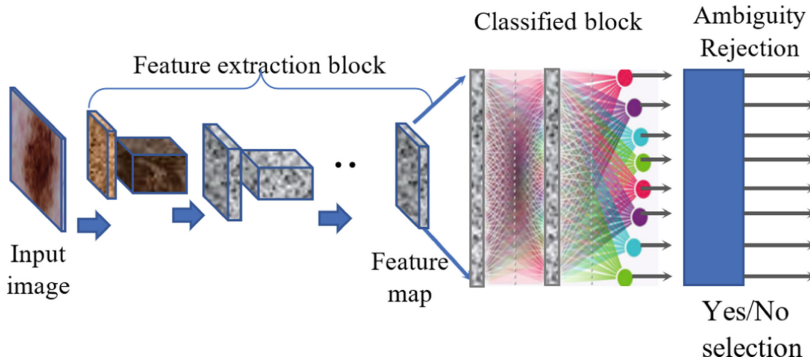 Classified block
Ambiguity
Rejection
Feature extraction block
Input
image
Feature
map
Yes/No
selection